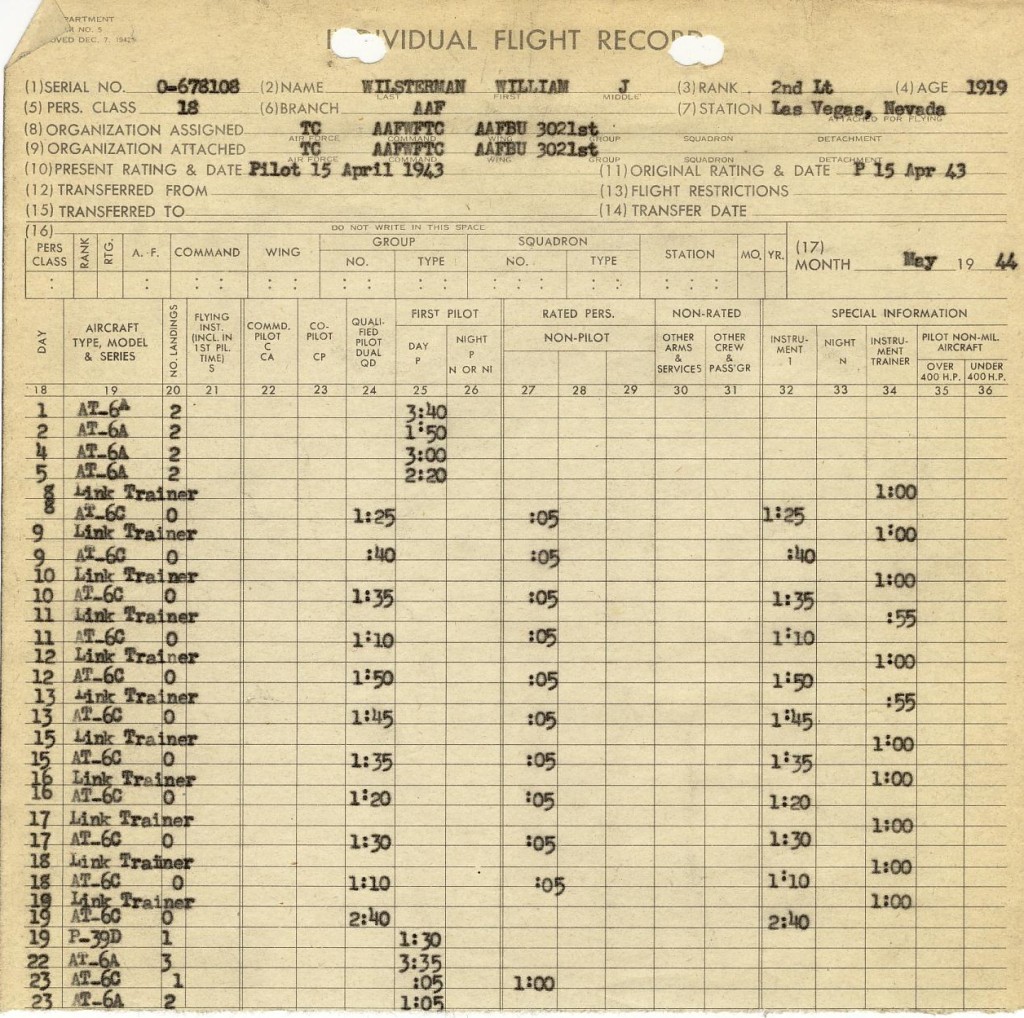 PARTMENT
M NO. 5
OVED DEC. 7, 1942
INDIVIDUAL FLIGHT RECORD
(1) SERIAL NO. O-678108 (2) NAME WILSTERMAN WILLIAM J (3) RANK 2nd Lt (4) AGE 1919
LAST FIRST MIDDLE
(5) PERS. CLASS 18 (6) BRANCH AAF (7) STATION Las Vegas, Nevada
ATTACHED FOR FLYING
(8) ORGANIZATION ASSIGNED TC AAFWFTC AAFBU 3021st
AIR FORCE COMMAND WING GROUP SQUADRON DETACHMENT
(9) ORGANIZATION ATTACHED TC AAFWFTC AAFBU 3021st
AIR FORCE COMMAND WING GROUP SQUADRON DETACHMENT
(10) PRESENT RATING & DATE Pilot 15 April 1943 (11) ORIGINAL RATING & DATE P 15 Apr 43
(12) TRANSFERRED FROM (13) FLIGHT RESTRICTIONS
(15) TRANSFERRED TO (14) TRANSFER DATE
(16) DO NOT WRITE IN THIS SPACE
PERS CLASS RANK RTG. A. F. COMMAND WING GROUP NO. TYPE SQUADRON NO. TYPE STATION MO. YR. (17) MONTH May 19 44
DAY AIRCRAFT TYPE, MODEL & SERIES NO. LANDINGS FLYING INST. (INCL. IN 1ST PIL. TIME) S COMMD. PILOT C CA CO-PILOT CP QUALIFIED PILOT DUAL QD FIRST PILOT DAY P NIGHT P N OR NI RATED PERS. NON-PILOT NON-RATED OTHER ARMS & SERVICES OTHER CREW & PASS'GR SPECIAL INFORMATION INSTRUMENT I NIGHT N INSTRUMENT TRAINER PILOT NON-MIL. AIRCRAFT OVER 400 H.P. UNDER 400 H.P.
18 19 20 21 22 23 24 25 26 27 28 29 30 31 32 33 34 35 36
1 AT-6A 2 3:40
2 AT-6A 2 1:50
4 AT-6A 2 3:00
5 AT-6A 2 2:20
8 Link Trainer 1:00
8 AT-6C 0 1:25 :05 1:25
9 Link Trainer 1:00
9 AT-6C 0 :40 :05 :40
10 Link Trainer 1:00
10 AT-6C 0 1:35 :05 1:35
11 Link Trainer :55
11 AT-6C 0 1:10 :05 1:10
12 Link Trainer 1:00
12 AT-6C 0 1:50 :05 1:50
13 Link Trainer :55
13 AT-6C 0 1:45 :05 1:45
15 Link Trainer 1:00
15 AT-6C 0 1:35 :05 1:35
16 Link Trainer 1:00
16 AT-6C 0 1:20 :05 1:20
17 Link Trainer 1:00
17 AT-6C 0 1:30 :05 1:30
18 Link Trainer 1:00
18 AT-6C 0 1:10 :05 1:10
19 Link Trainer 1:00
19 AT-6C 0 2:40 2:40
19 P-39D 1 1:30
22 AT-6A 3 3:35
23 AT-6C 1 :05 1:00
23 AT-6A 2 1:05